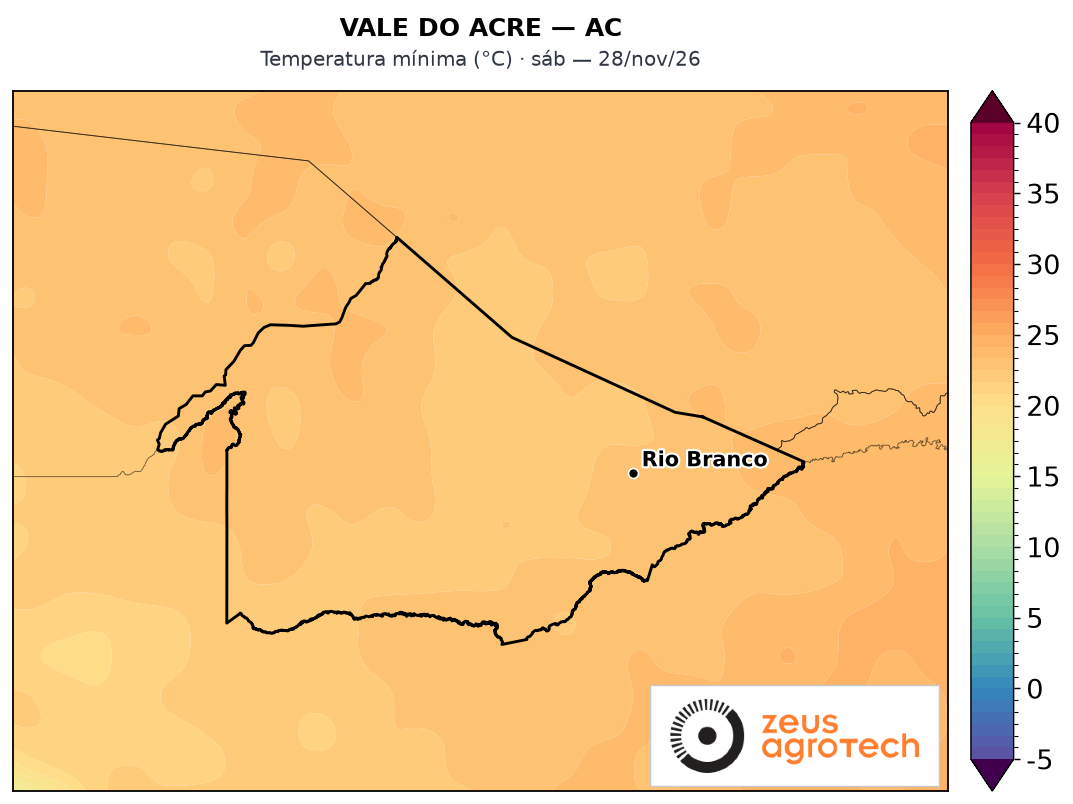 VALE DO ACRE — AC
Temperatura mínima (°C) · sáb — 28/nov/26
40
35
30
25
20
15
10
5
0
-5
Rio Branco
zeus
agrotech